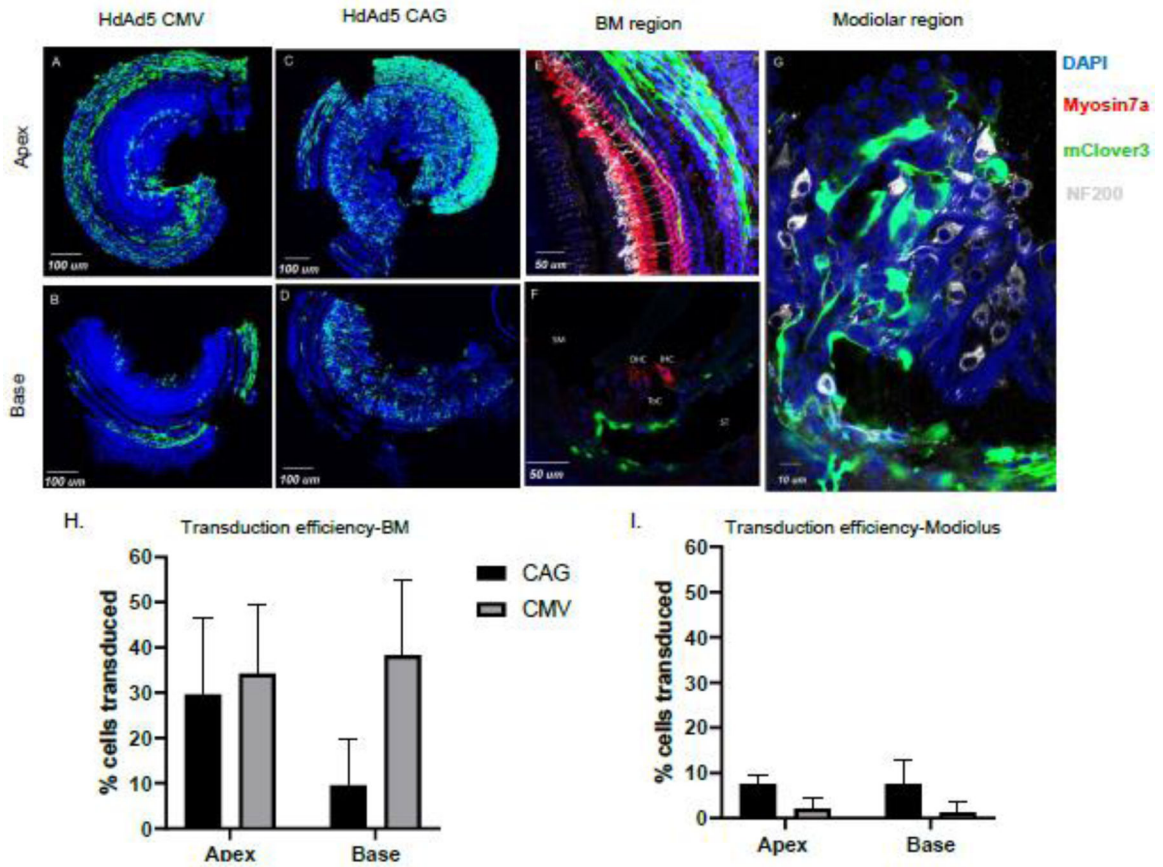 HdAd5 CMV
HdAd5 CAG
BM region
Modiolar region
Apex
Base
A
C
E
G
B
D
F
100 um
100 um
50 um
100 um
100 um
50 um
10 um
SM
OHC
IHC
ToC
ST
DAPI
Myosin7a
mClover3
NF200
H.
Transduction efficiency-BM
% cells transduced
60
50
40
30
20
10
0
Apex
Base
CAG
CMV
I.
Transduction efficiency-Modiolus
% cells transduced
60
50
40
30
20
10
0
Apex
Base